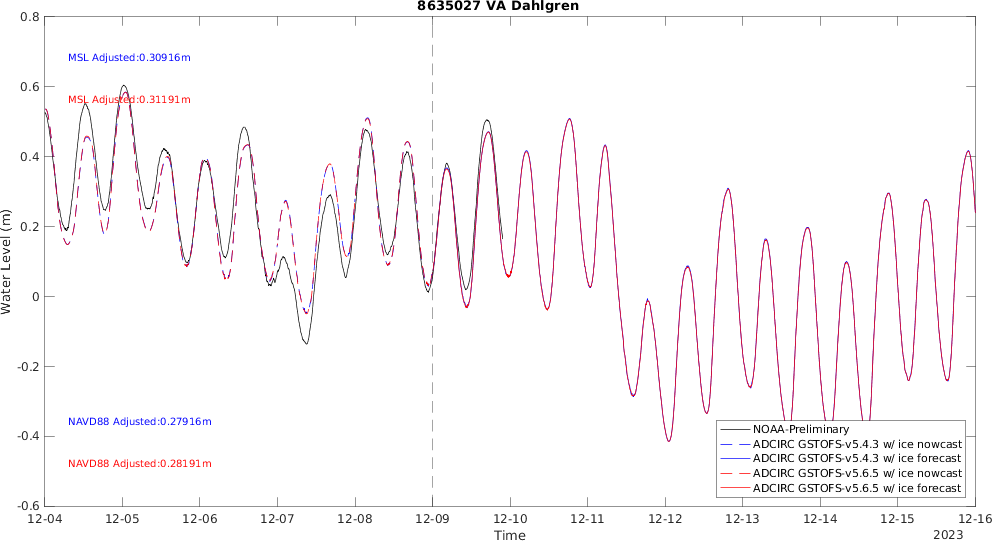 8635027 VA Dahlgren
0.8
0.6
0.4
0.2
0
-0.2
-0.4
-0.6
Water Level (m)
MSL Adjusted:0.30916m
MSL Adjusted:0.31191m
NAVD88 Adjusted:0.27916m
NAVD88 Adjusted:0.28191m
NOAA-Preliminary
ADCIRC GSTOFS-v5.4.3 w/ ice nowcast
ADCIRC GSTOFS-v5.4.3 w/ ice forecast
ADCIRC GSTOFS-v5.6.5 w/ ice nowcast
ADCIRC GSTOFS-v5.6.5 w/ ice forecast
12-04 12-05 12-06 12-07 12-08 12-09 12-10 12-11 12-12 12-13 12-14 12-15 12-16
Time
2023